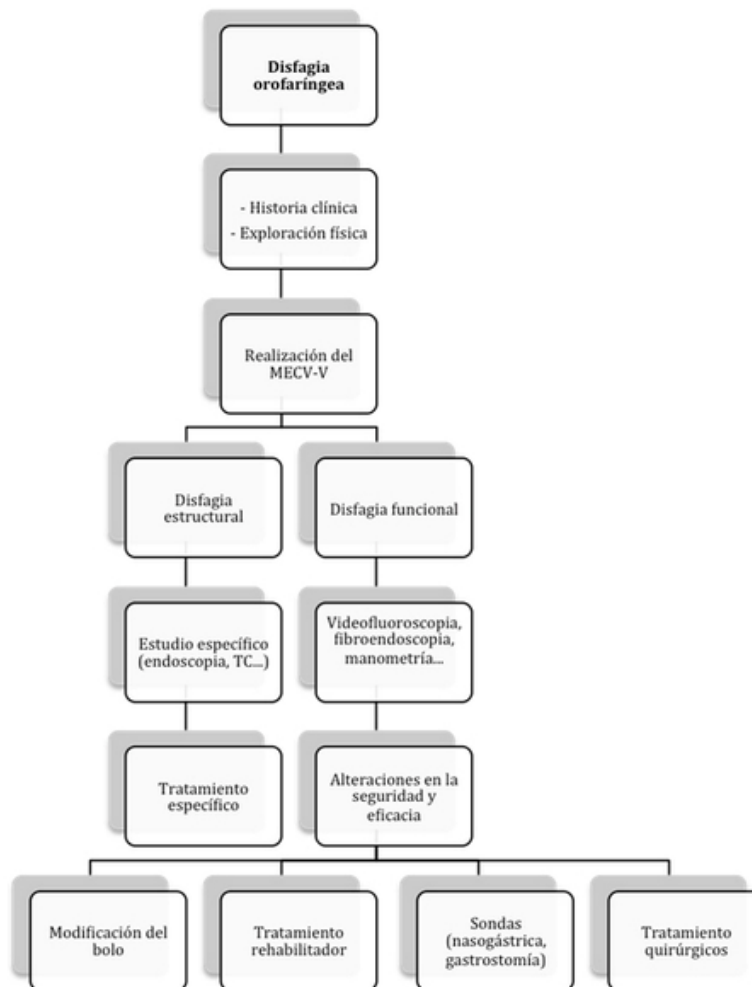 Disfagia
orofaríngea
- Historia clínica
- Exploración física
Realización del
MECV-V
Disfagia
estructural
Disfagia funcional
Estudio específico
(endoscopia, TC...)
Videofluoroscopia,
fibroendoscopia,
manometría...
Tratamiento
específico
Alteraciones en la
seguridad y
eficacia
Modificación del
bolo
Tratamiento
rehabilitador
Sondas
(nasogástrica,
gastrostomía)
Tratamiento
quirúrgicos